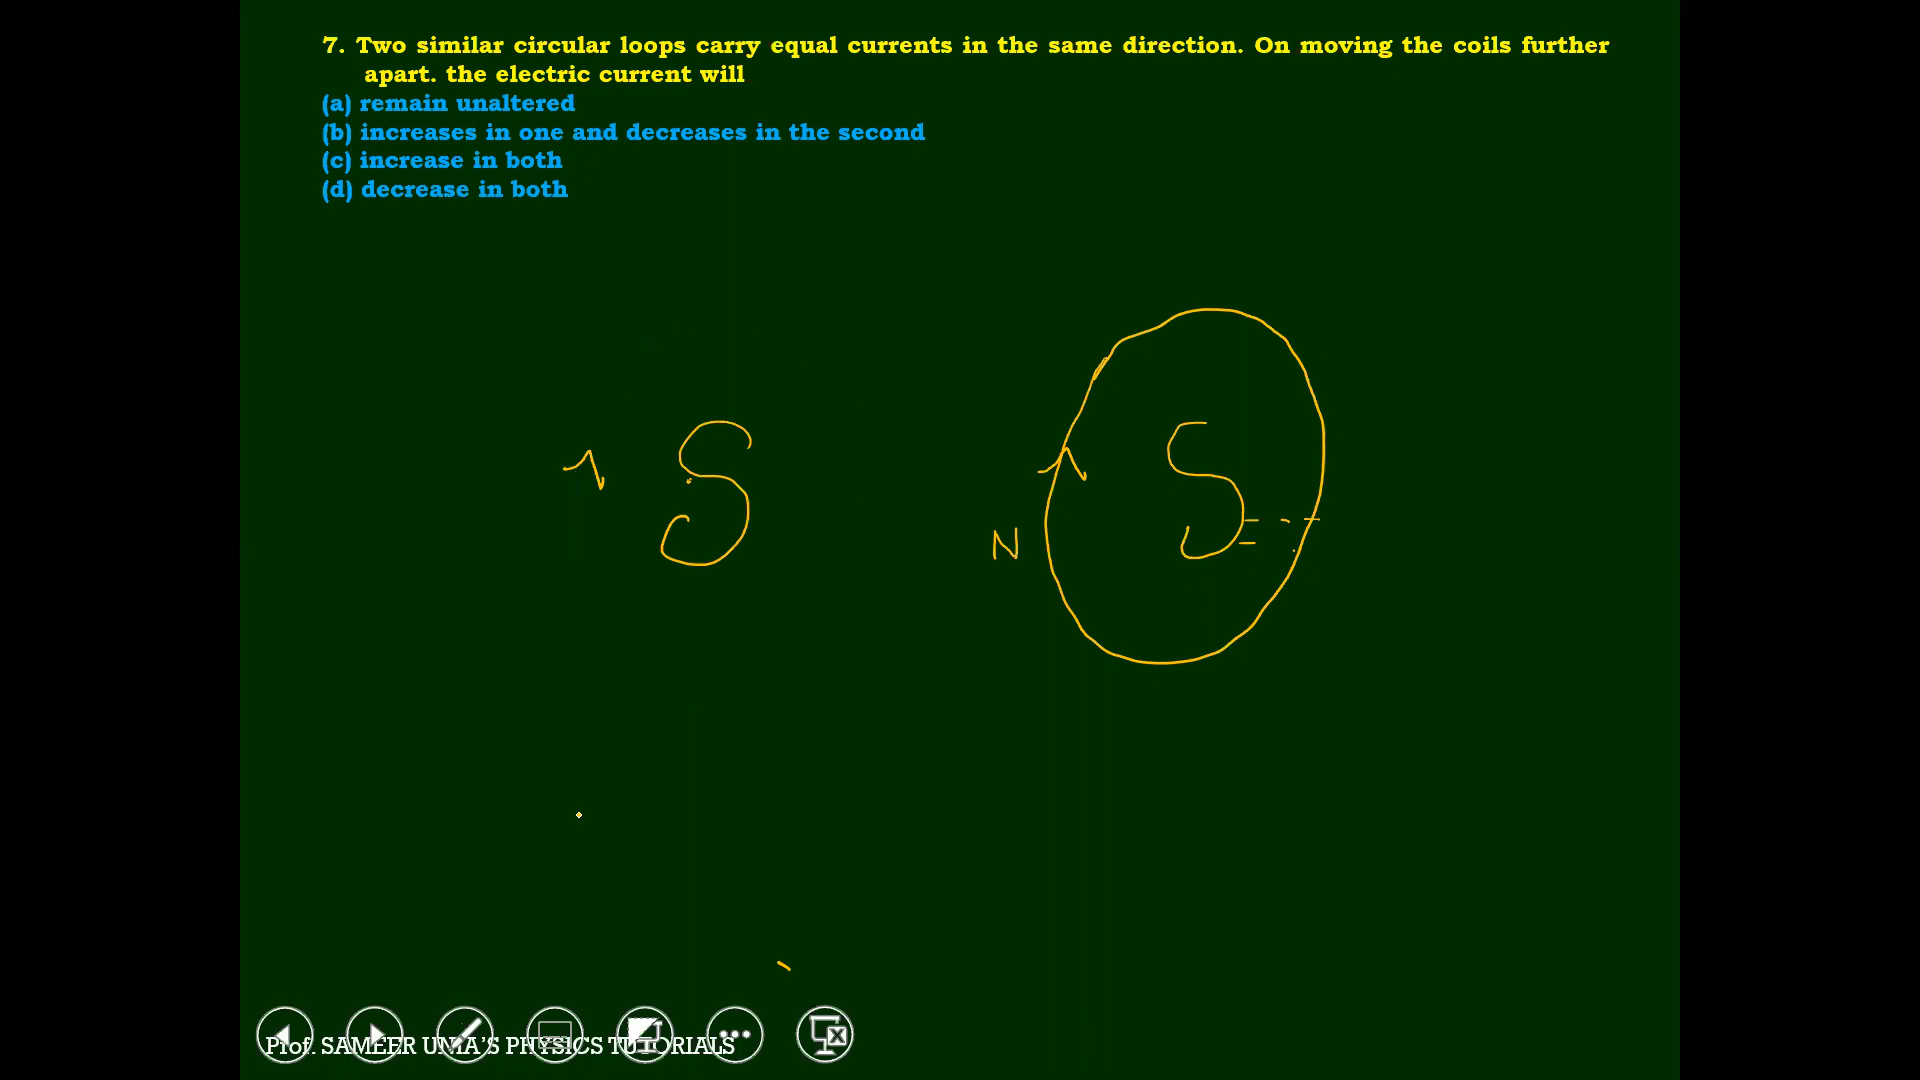 7. Two similar circular loops carry equal currents in the same direction. On moving the coils further
apart. the electric current will
(a) remain unaltered
(b) increases in one and decreases in the second
(c) increase in both
(d) decrease in both
S
S
N
Prof. SAMEER UNIA'S PHYSICS TUTORIALS